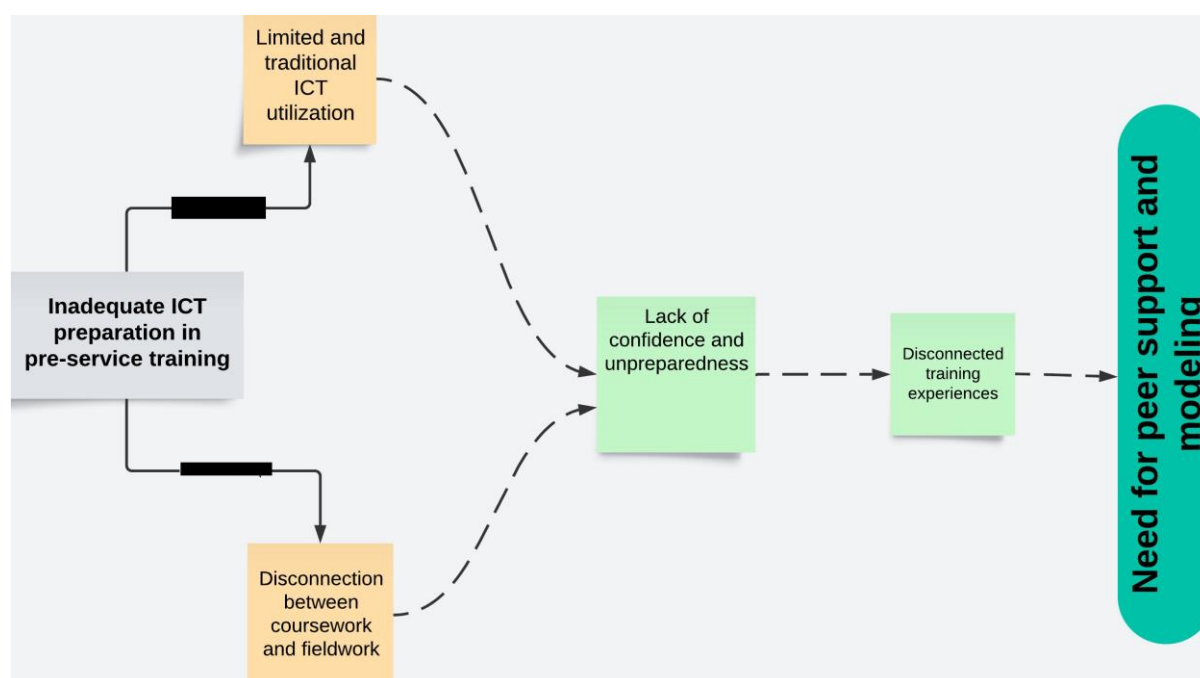 Limited and
traditional
ICT
utilization
Inadequate ICT
preparation in
pre-service training
Disconnection
between
coursework
and fieldwork
Lack of
confidence and
unpreparedness
Disconnected
training
experiences
Need for peer support and
modeling